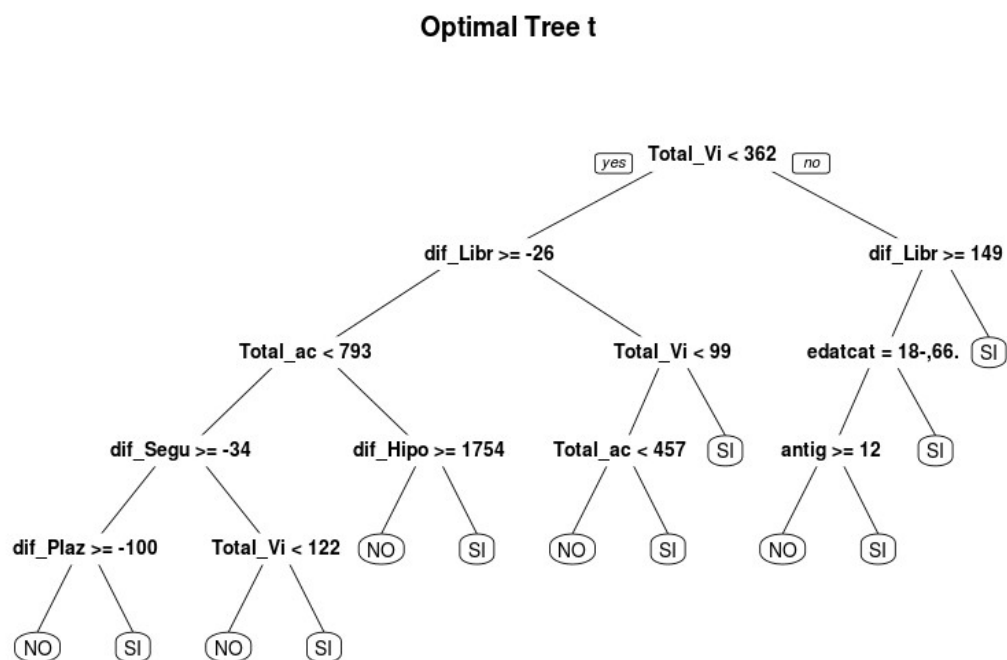 Optimal Tree t
yes Total_Vi < 362 no
dif_Libr >= -26 dif_Libr >= 149
Total_ac < 793 Total_Vi < 99 edatcat = 18-,66. SI
dif_Segu >= -34 dif_Hipo >= 1754 Total_ac < 457 SI antig >= 12 SI
dif_Plaz >= -100 Total_Vi < 122 NO SI NO SI NO SI
NO SI NO SI